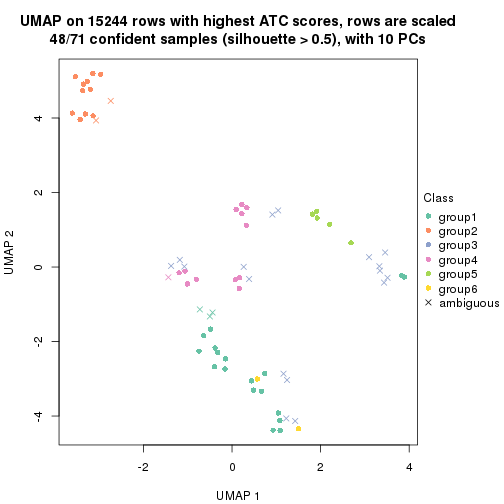 UMAP on 15244 rows with highest ATC scores, rows are scaled
48/71 confident samples (silhouette > 0.5), with 10 PCs
4
2
0
-2
-4
UMAP 2
-2
0
2
4
UMAP 1
Class
group1
group2
group3
group4
group5
group6
ambiguous